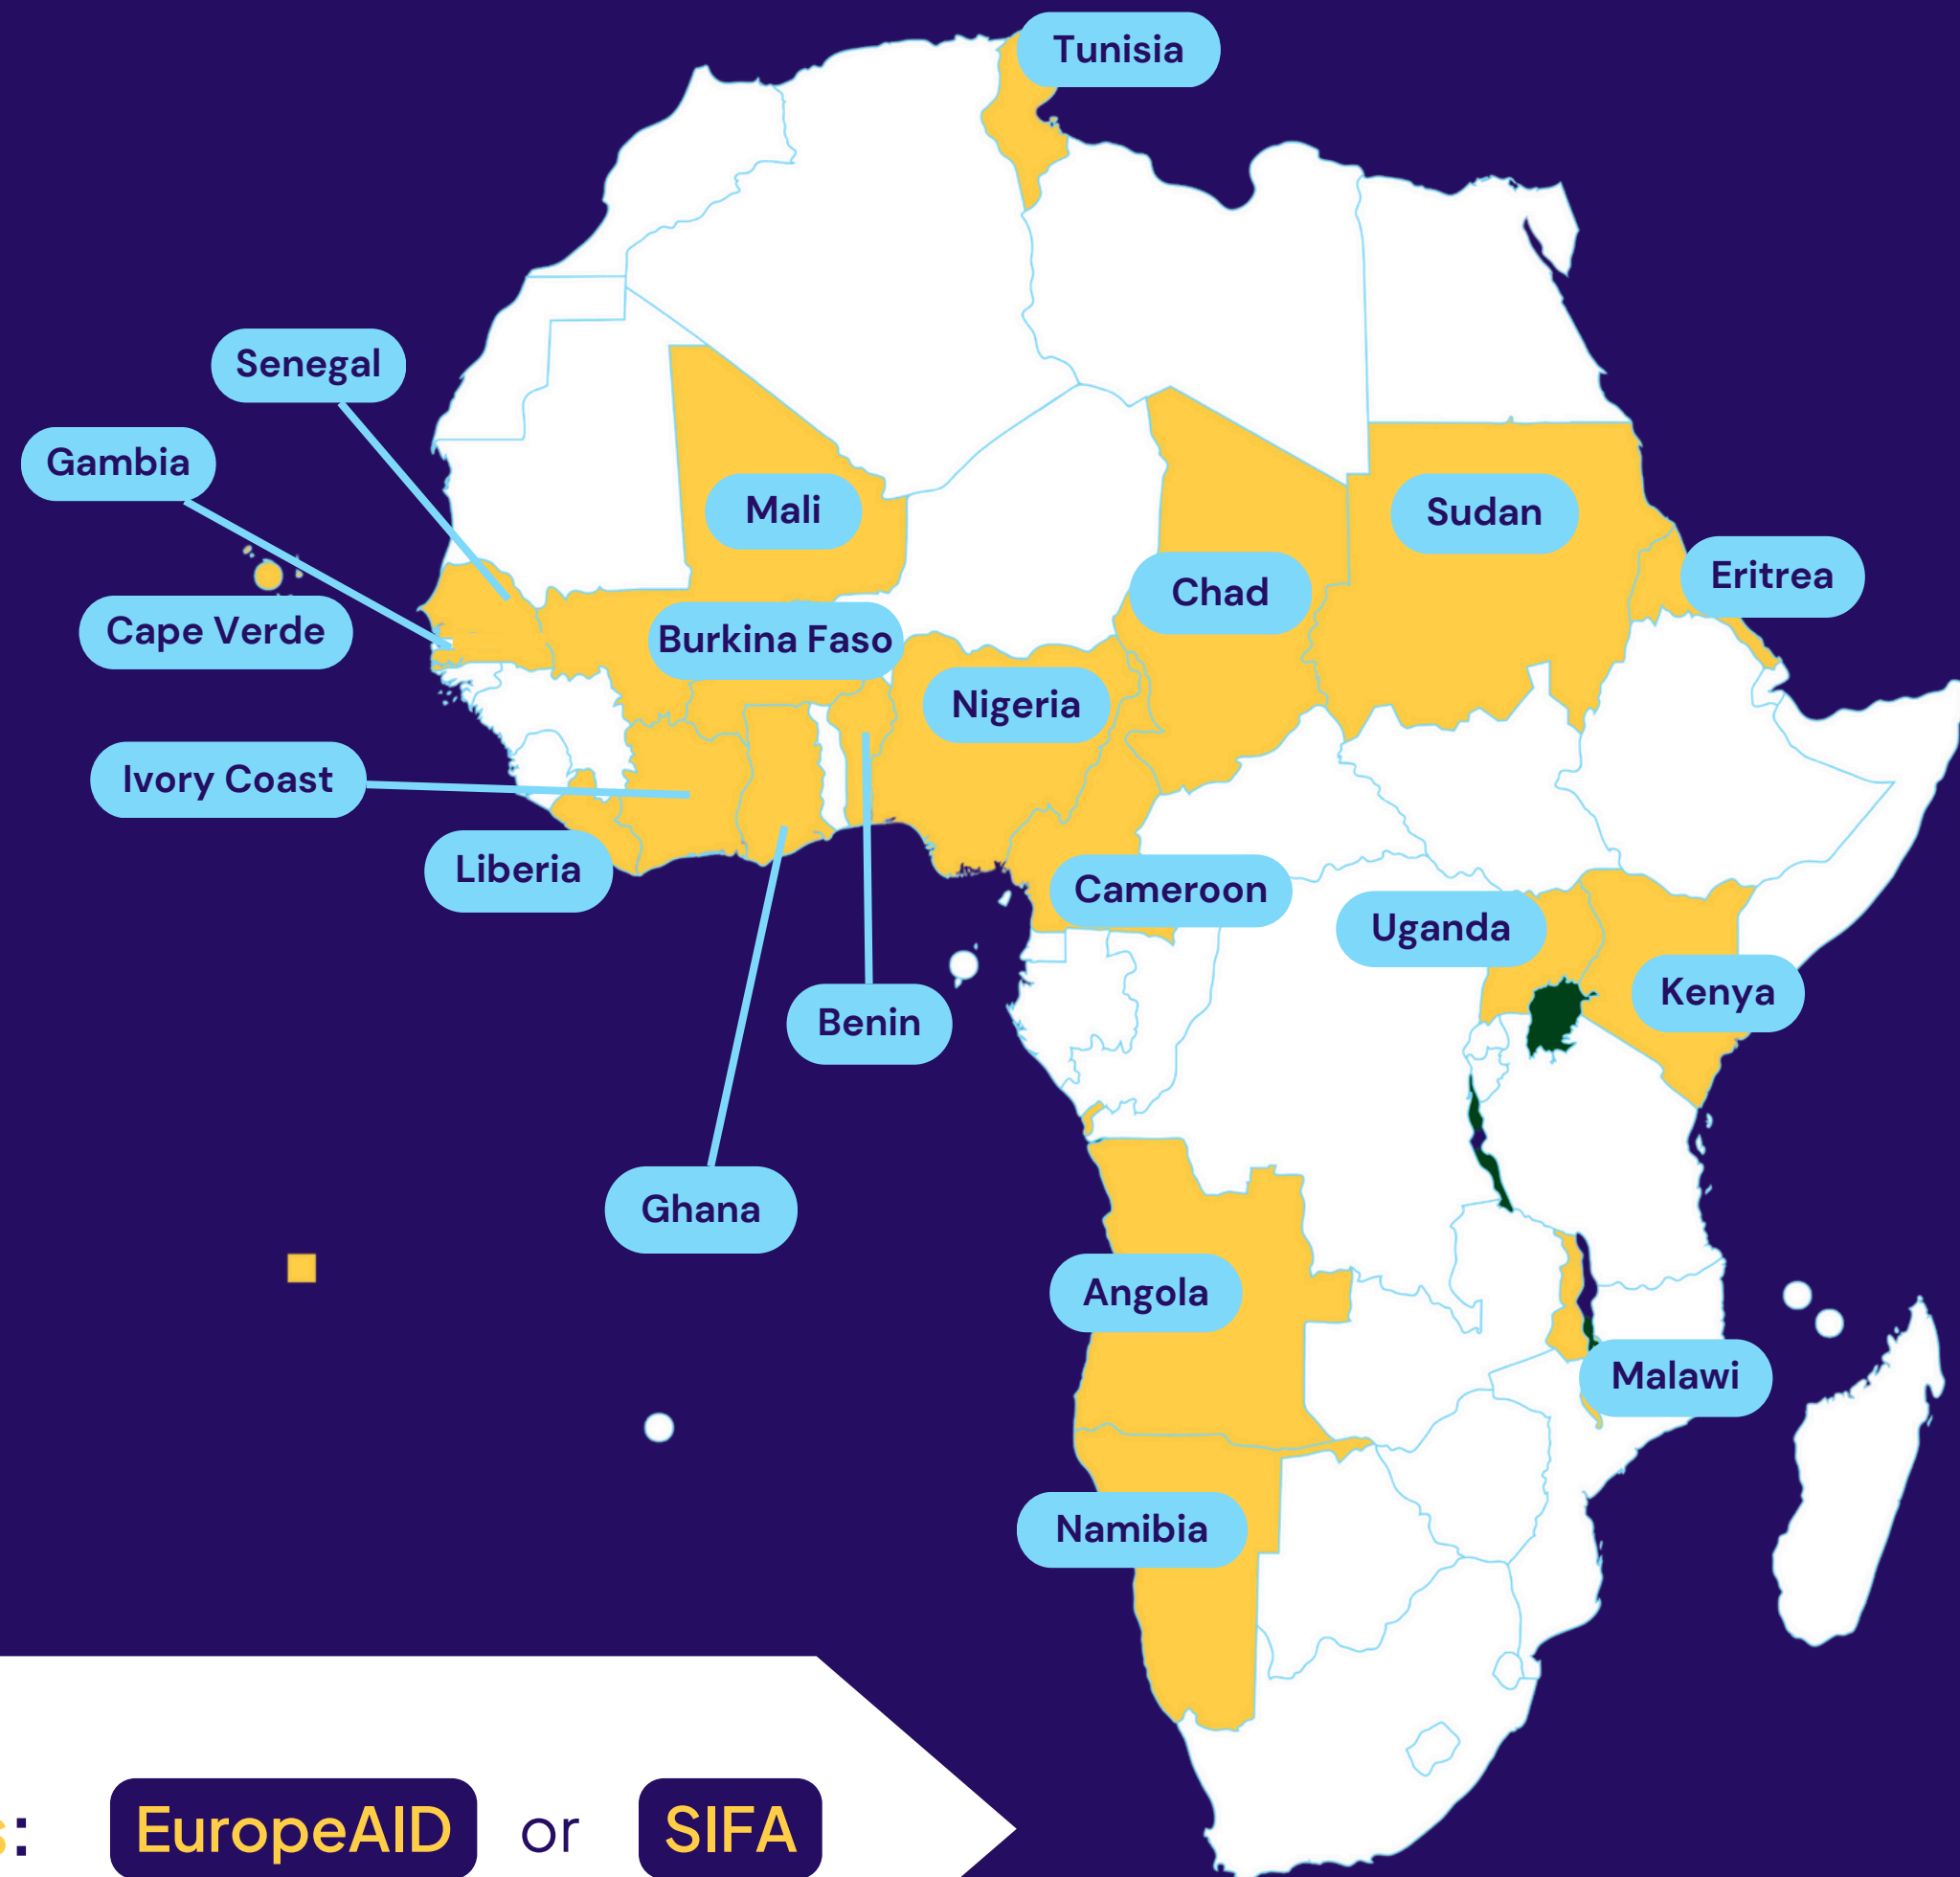 Tunisia
Senegal
Gambia
Mali
Sudan
Eritrea
Chad
Cape Verde
Burkina Faso
Nigeria
Ivory Coast
Liberia
Cameroon
Uganda
Kenya
Benin
Ghana
Angola
Malawi
Namibia
s: EuropeAID or SIFA